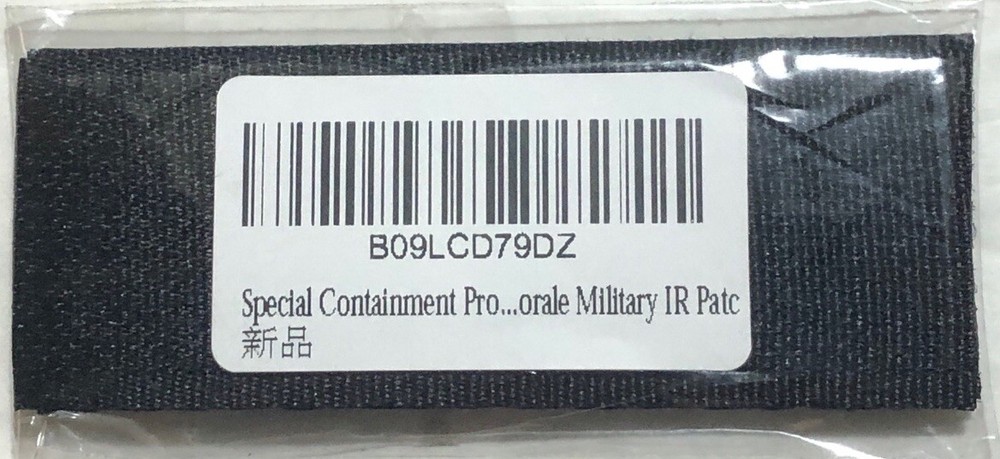 B09LCD79DZ
Special Containment Pro...orale Military IR Patc
新品